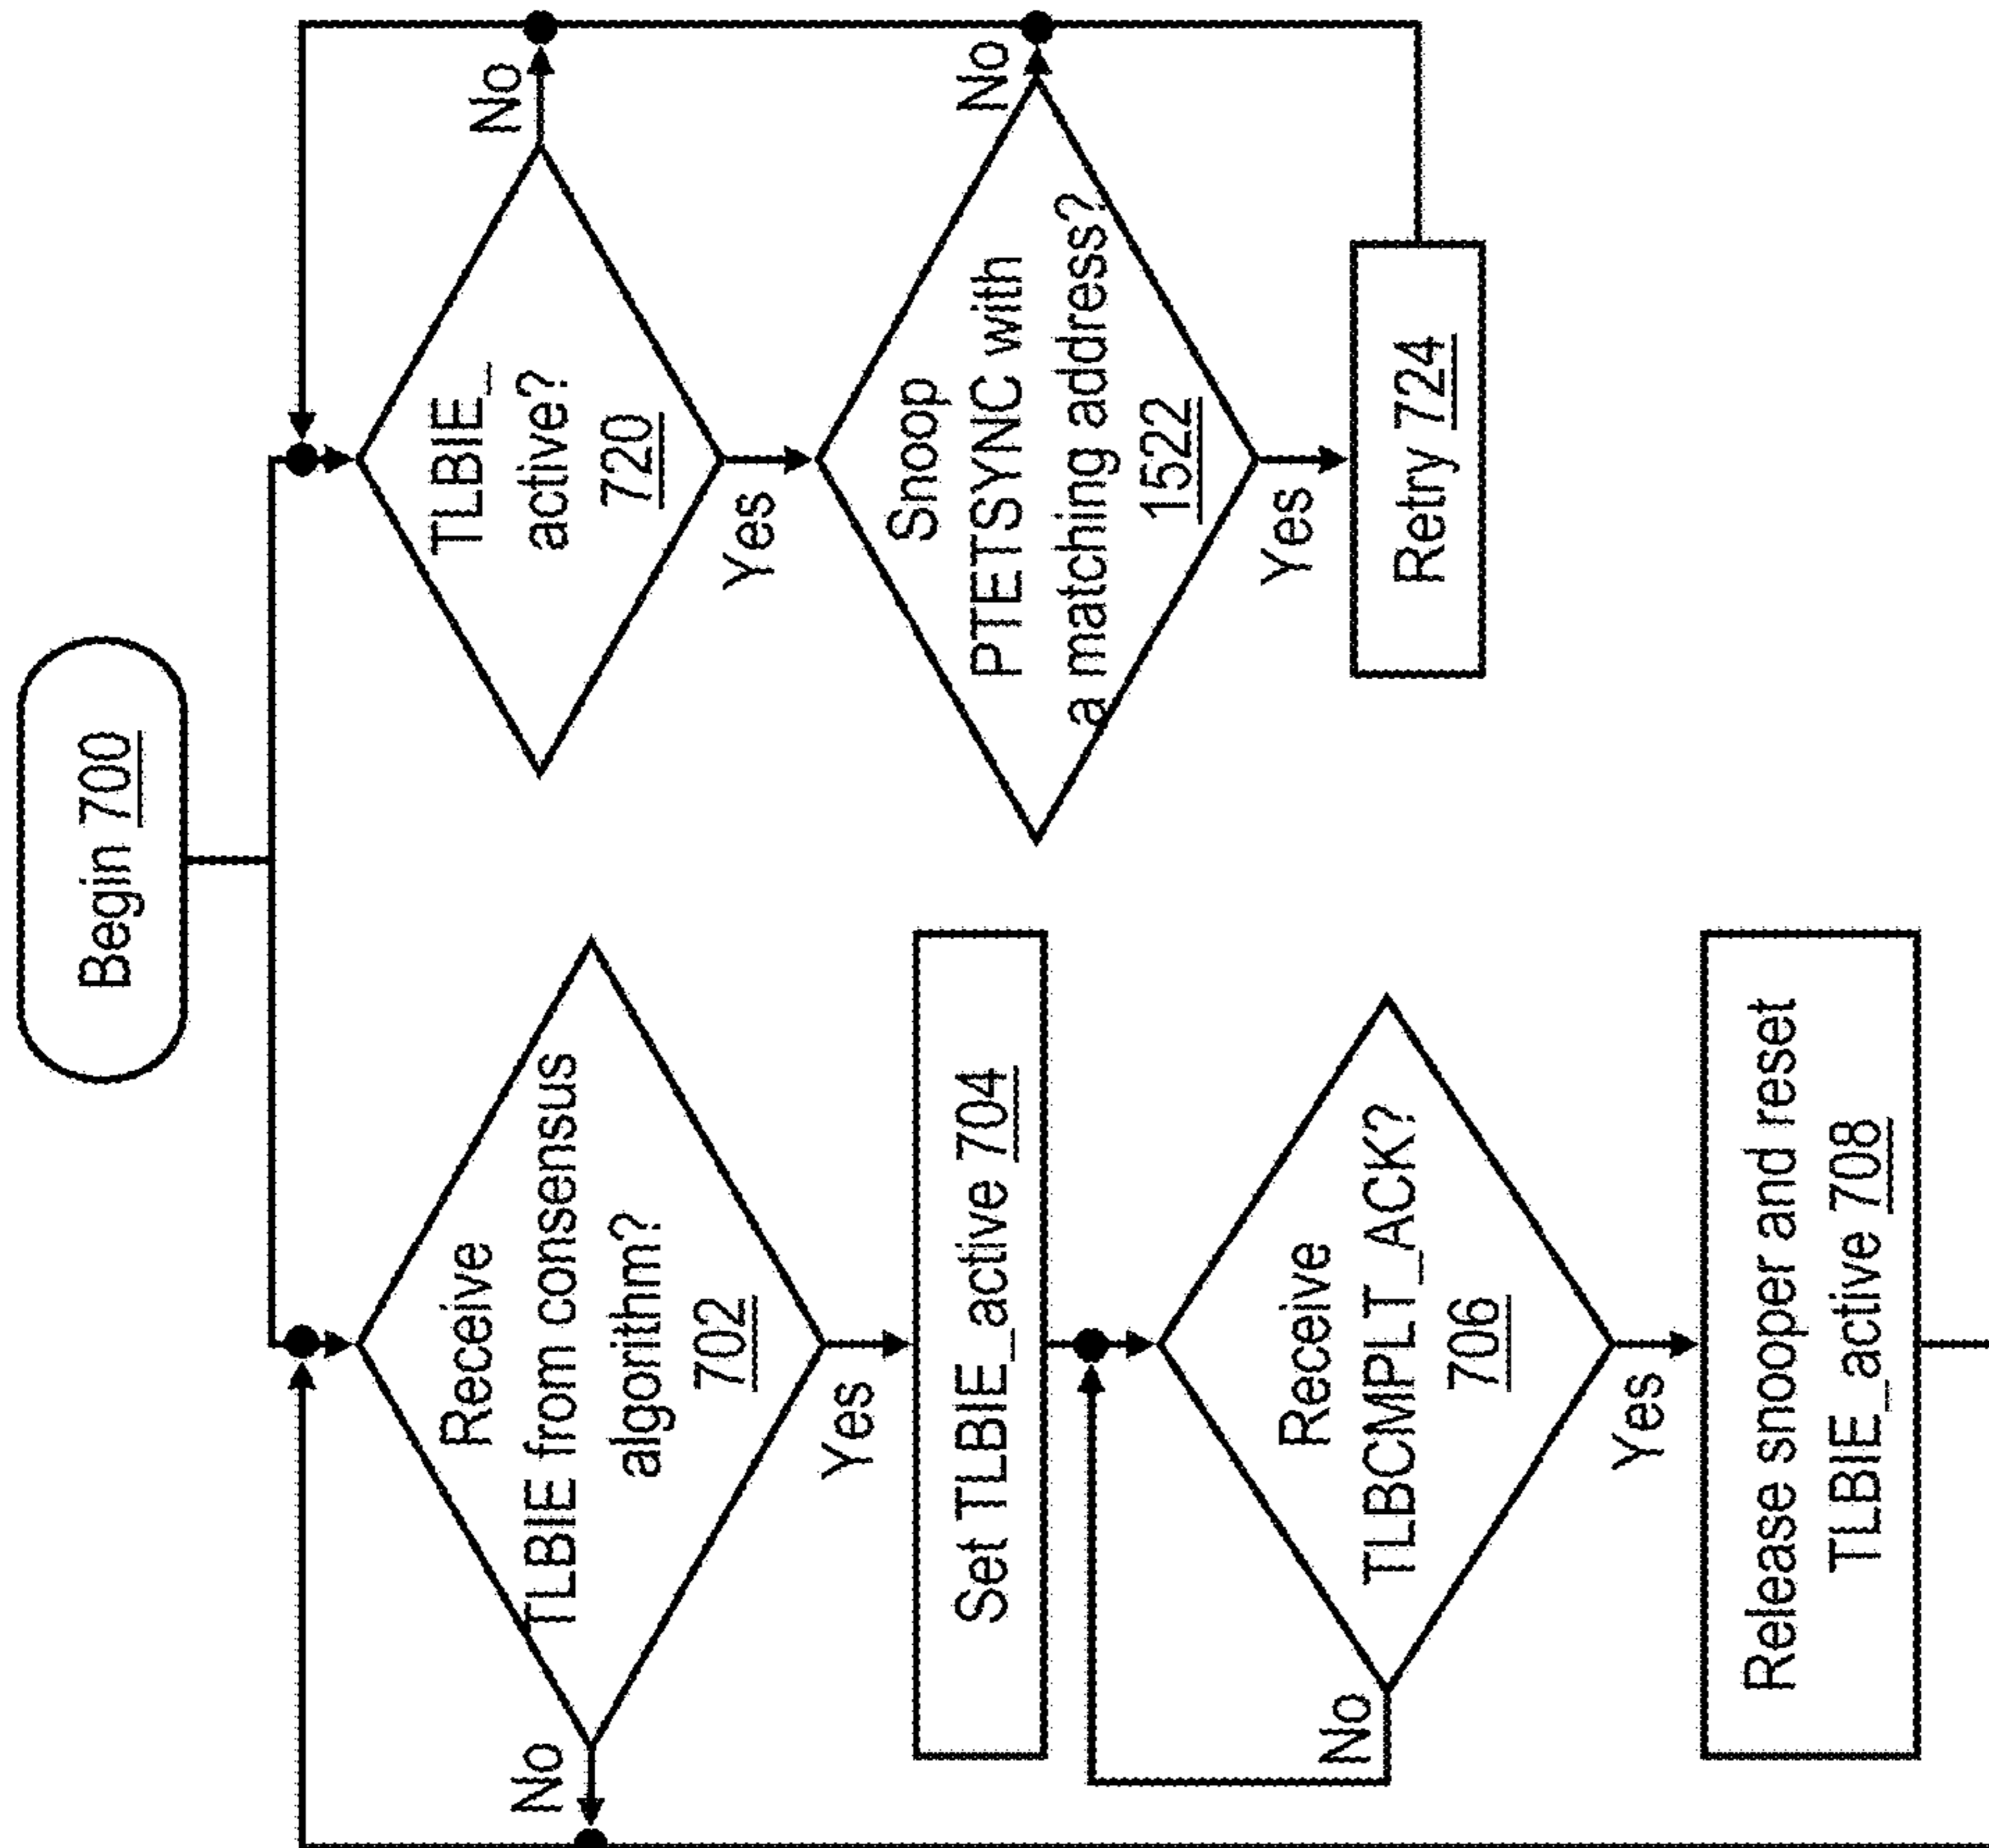 Begin 700
Receive
TLBIE from consensus
algorithm?
702
No
Yes
Set TLBIE_active 704
Receive
TLBCMPLT_ACK?
706
No
Yes
Release snooper and reset
TLBIE_active 708
TLBIE_
active?
720
No
Yes
Snoop
PTETSYNC with
a matching address?
1522
No
Yes
Retry 724